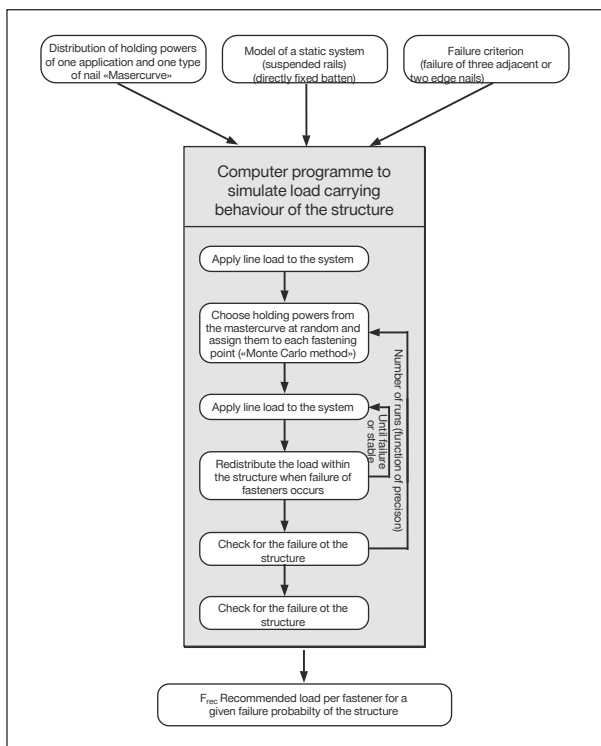 Distribution of holding powers
of one application and one type
of nail «Masercurve»
Model of a static system
(suspended rails)
(directly fixed batten)
Failure criterion
(failure of three adjacent or
two edge nails)
Computer programme to
simulate load carrying
behaviour of the structure
Apply line load to the system
Choose holding powers from
the mastercurve at random and
assign them to each fastening
point («Monte Carlo method»)
Apply line load to the system
Redistribute the load within
the structure when failure of
fasteners occurs
Check for the failure ot the
structure
Check for the failure ot the
structure
Until failure
or stable
Number of runs (function of precison)
Frec Recommended load per fastener for a
given failure probabilty of the structure